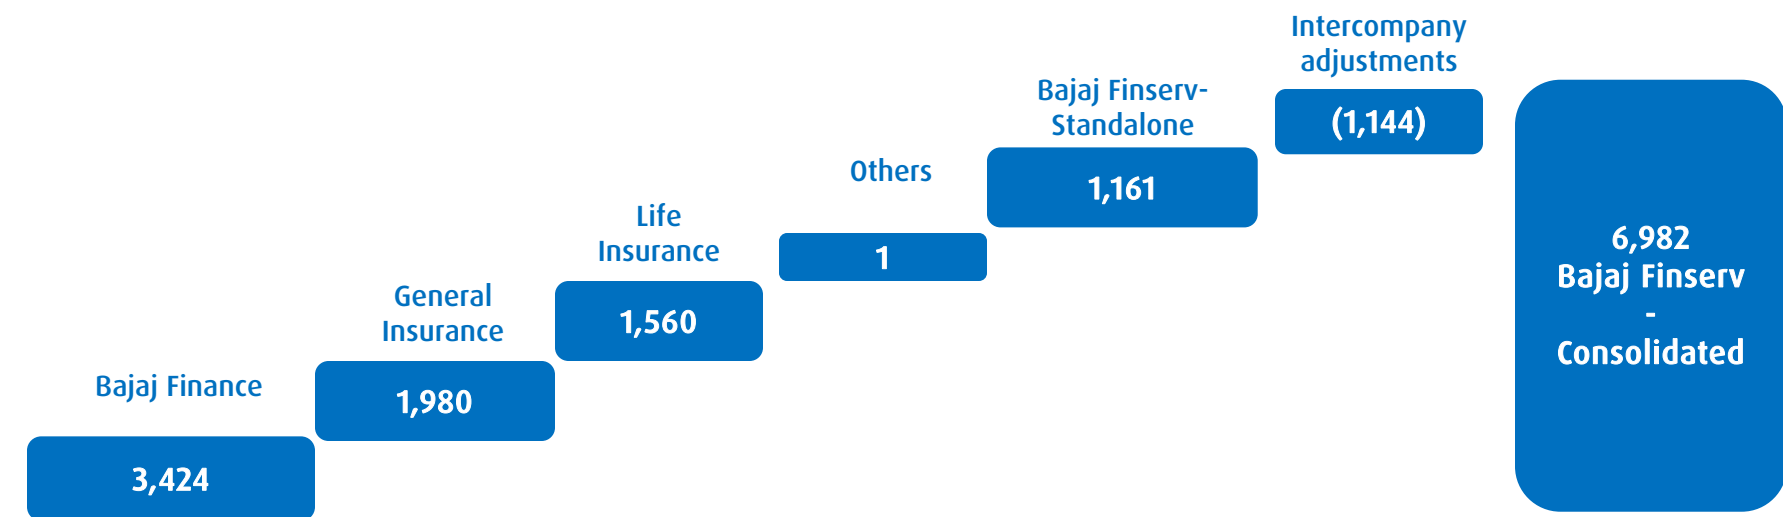 Bajaj Finance
3,424
General
Insurance
1,980
Life
Insurance
1,560
Others
1
Bajaj Finserv-
Standalone
1,161
Intercompany
adjustments
(1,144)
6,982
Bajaj Finserv
-
Consolidated